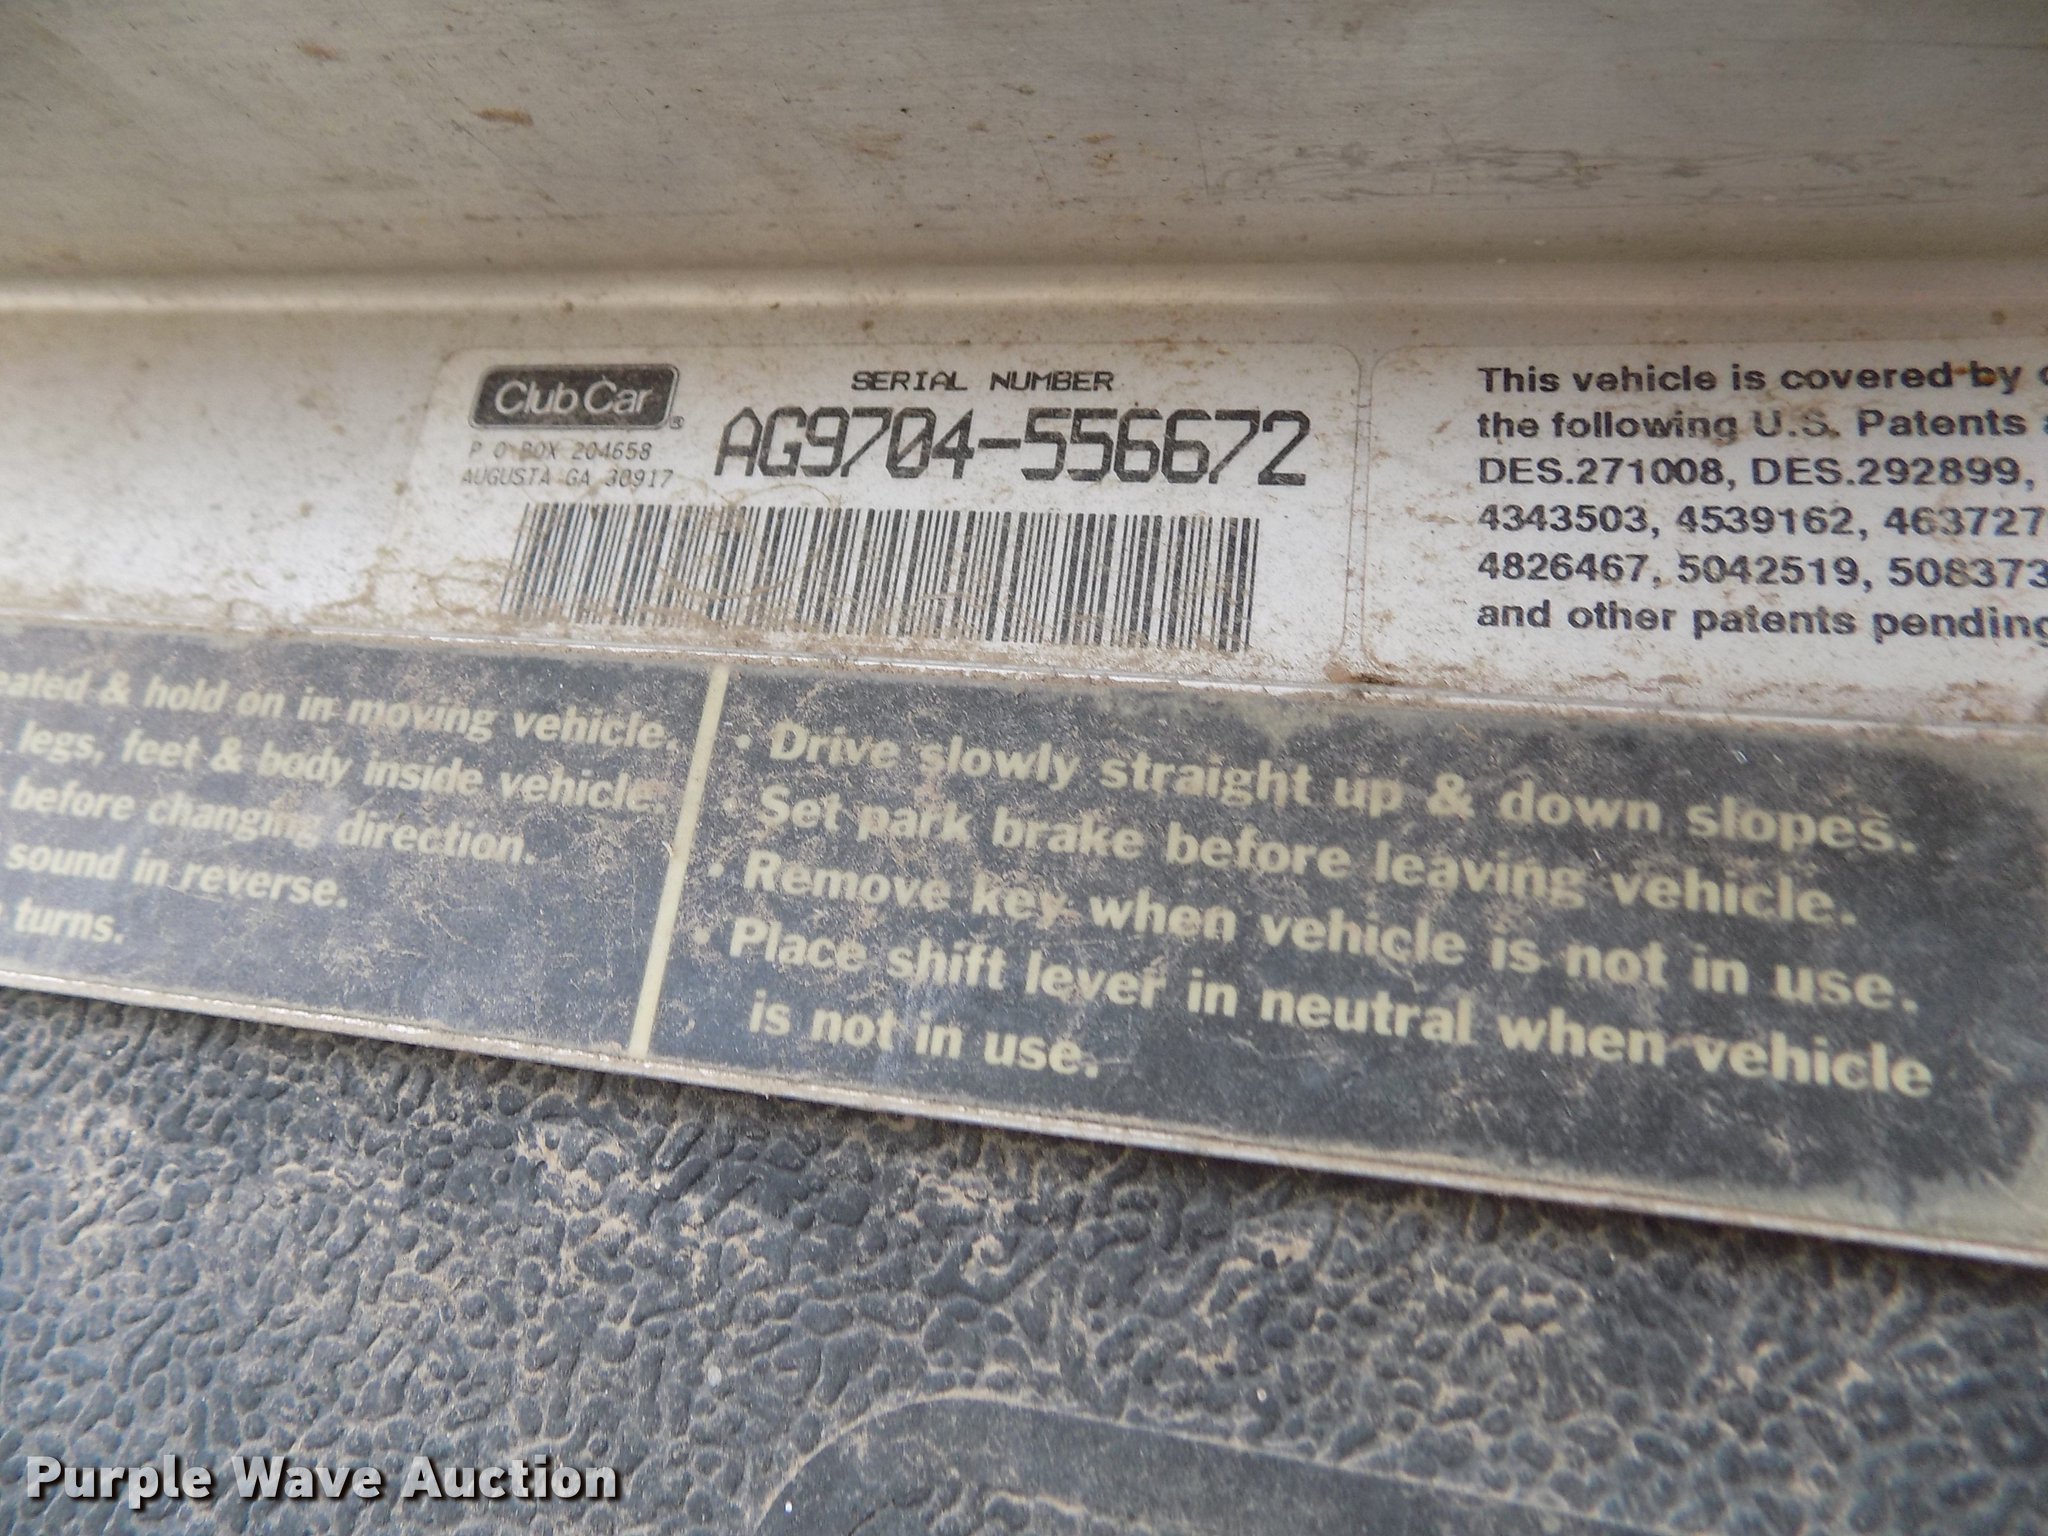 Club Car®
P O BOX 204658
AUGUSTA GA 30917
SERIAL NUMBER
AG9704-556672
This vehicle is covered by
the following U.S. Patents
DES.271008, DES.292899,
4343503, 4539162, 463727
4826467, 5042519, 508373
and other patents pending
eated & hold on in moving vehicle.
legs, feet & body inside vehicle.
before changing direction.
sound in reverse.
turns.
• Drive slowly straight up & down slopes.
• Set park brake before leaving vehicle.
• Remove key when vehicle is not in use.
• Place shift lever in neutral when vehicle
is not in use.
Purple Wave Auction